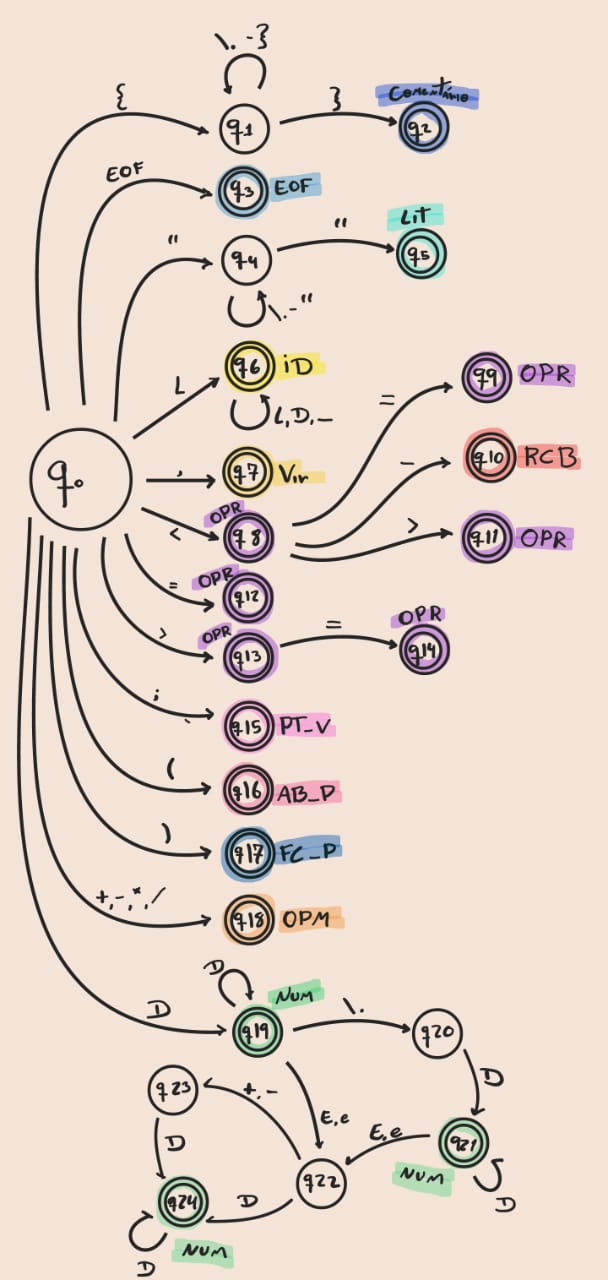 \. -}
{
q1
}
Comentário
q2
EOF
q3
EOF
"
q4
"
Lit
q5
\. - "
L
q6
iD
L,D,_
q0
,
q7
Vir
=
q9
OPR
-
q10
RCB
>
q11
OPR
<
OPR
q8
=
OPR
q12
>
OPR
q13
=
OPR
q14
;
q15
PT_V
(
q16
AB_P
)
q17
FC_P
+,-,*,/
q18
OPM
D
D
q19
Num
\.
q20
D
q21
Num
D
E,e
E,e
q22
+,-
q23
D
D
q24
Num
D